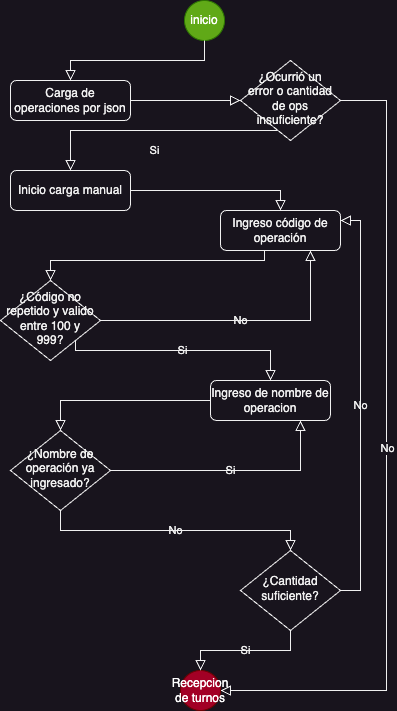 inicio
Carga de
operaciones por json
¿Ocurrió un
error o cantidad
de ops
insuficiente?
Si
Inicio carga manual
Ingreso código de
operación
¿Código no
repetido y valido
entre 100 y
999?
No
Si
Ingreso de nombre de
operacion
No
¿Nombre de
operación ya
ingresado?
Si
No
No
¿Cantidad
suficiente?
Si
Recepcion
de turnos